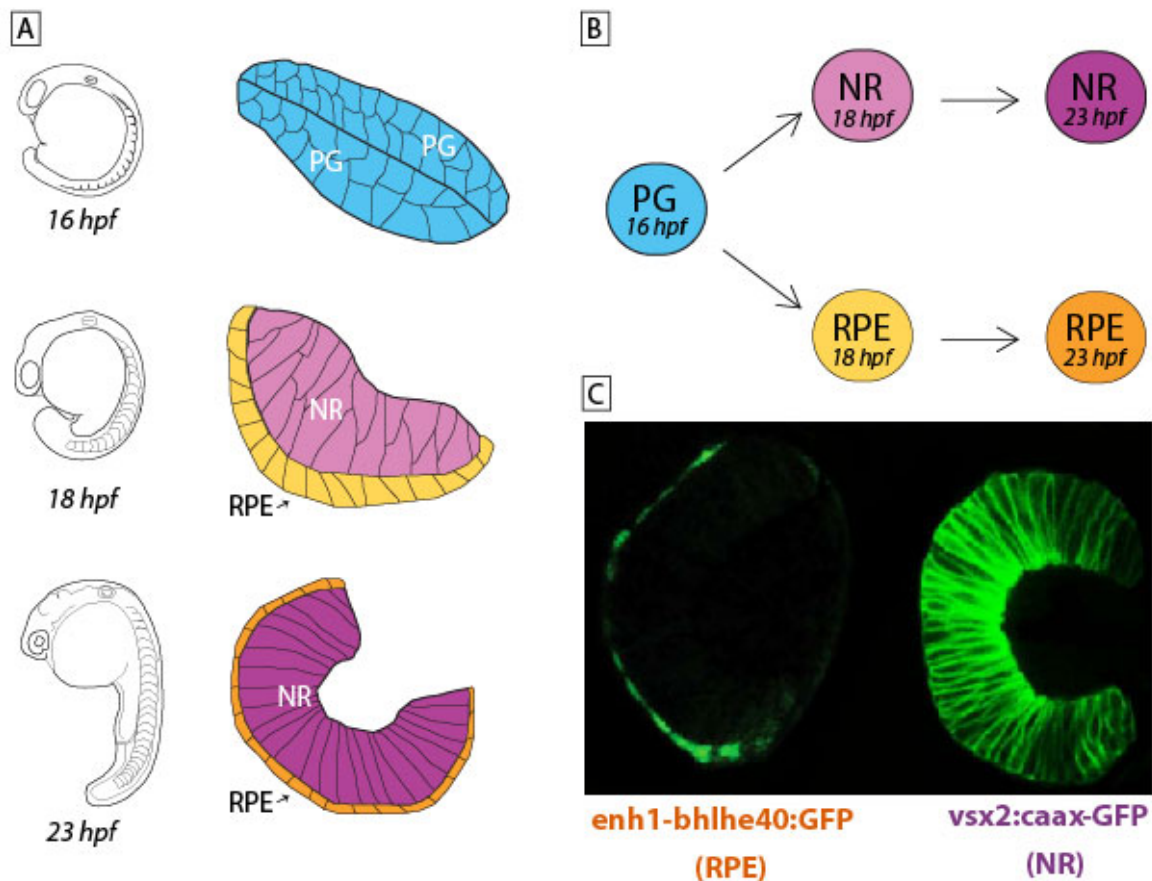 A
PG
PG
16 hpf
NR
RPE→
18 hpf
NR
RPE→
23 hpf
B
NR
18 hpf
NR
23 hpf
PG
16 hpf
RPE
18 hpf
RPE
23 hpf
C
enh1-bhlhe40:GFP
(RPE)
vsx2:caax-GFP
(NR)